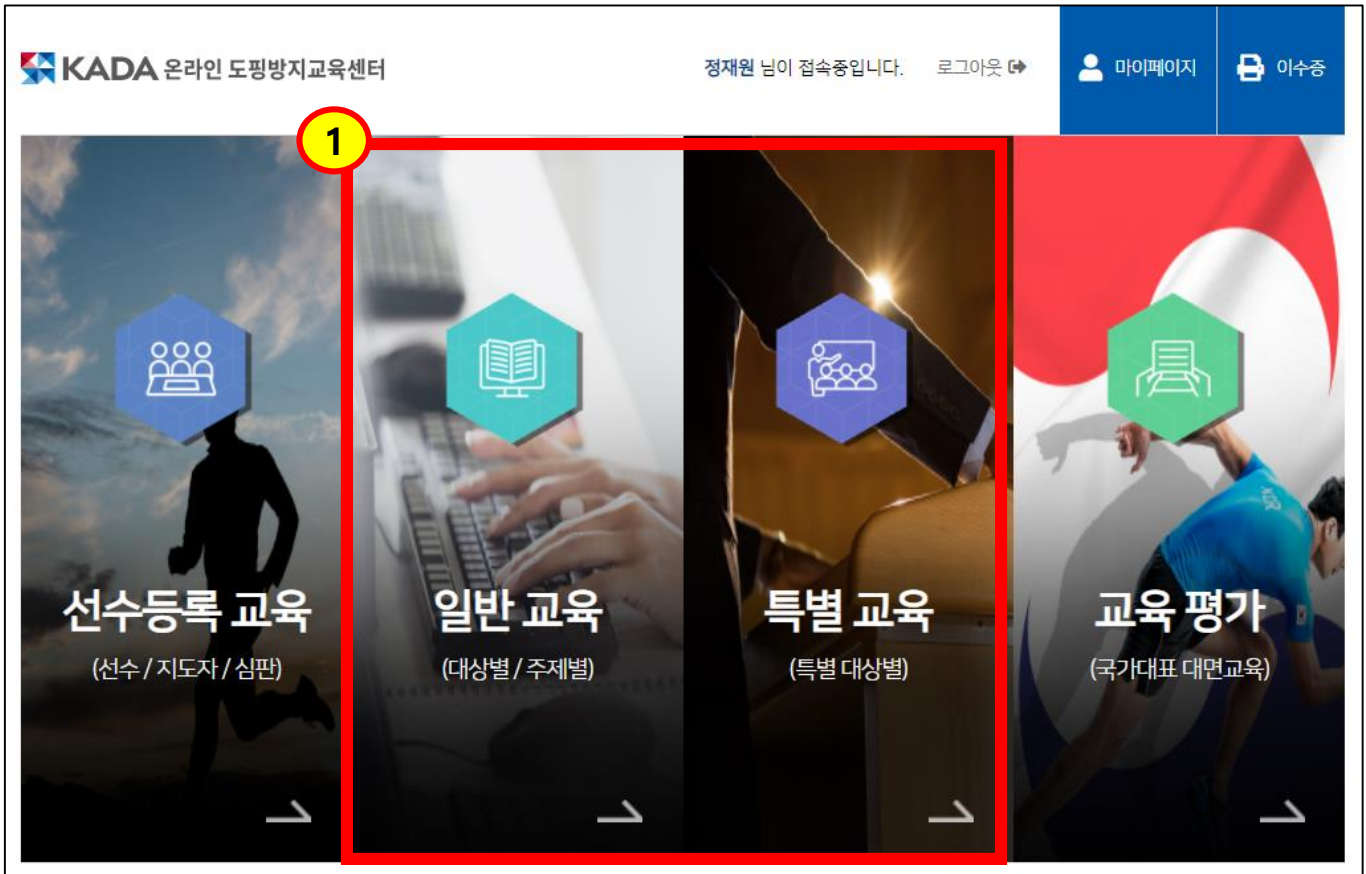 KADA 온라인 도핑방지교육센터
정재원 님이 접속중입니다. 로그아웃
마이페이지
이수증
1
선수등록 교육
(선수 / 지도자 / 심판)
일반 교육
(대상별 / 주제별)
특별 교육
(특별 대상별)
교육 평가
(국가대표 대면교육)
KOR